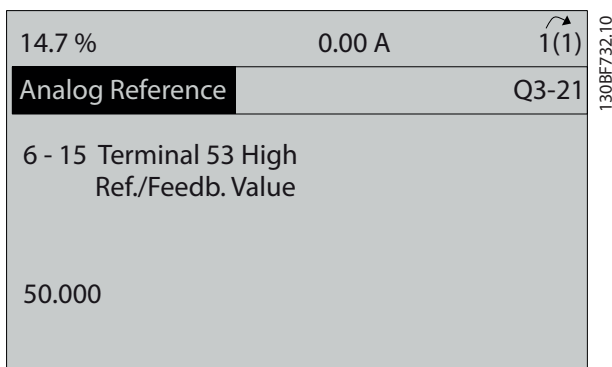 14.7 % 0.00 A 1(1)
Analog Reference Q3-21
6 - 15 Terminal 53 High
Ref./Feedb. Value
50.000
130BF732.10